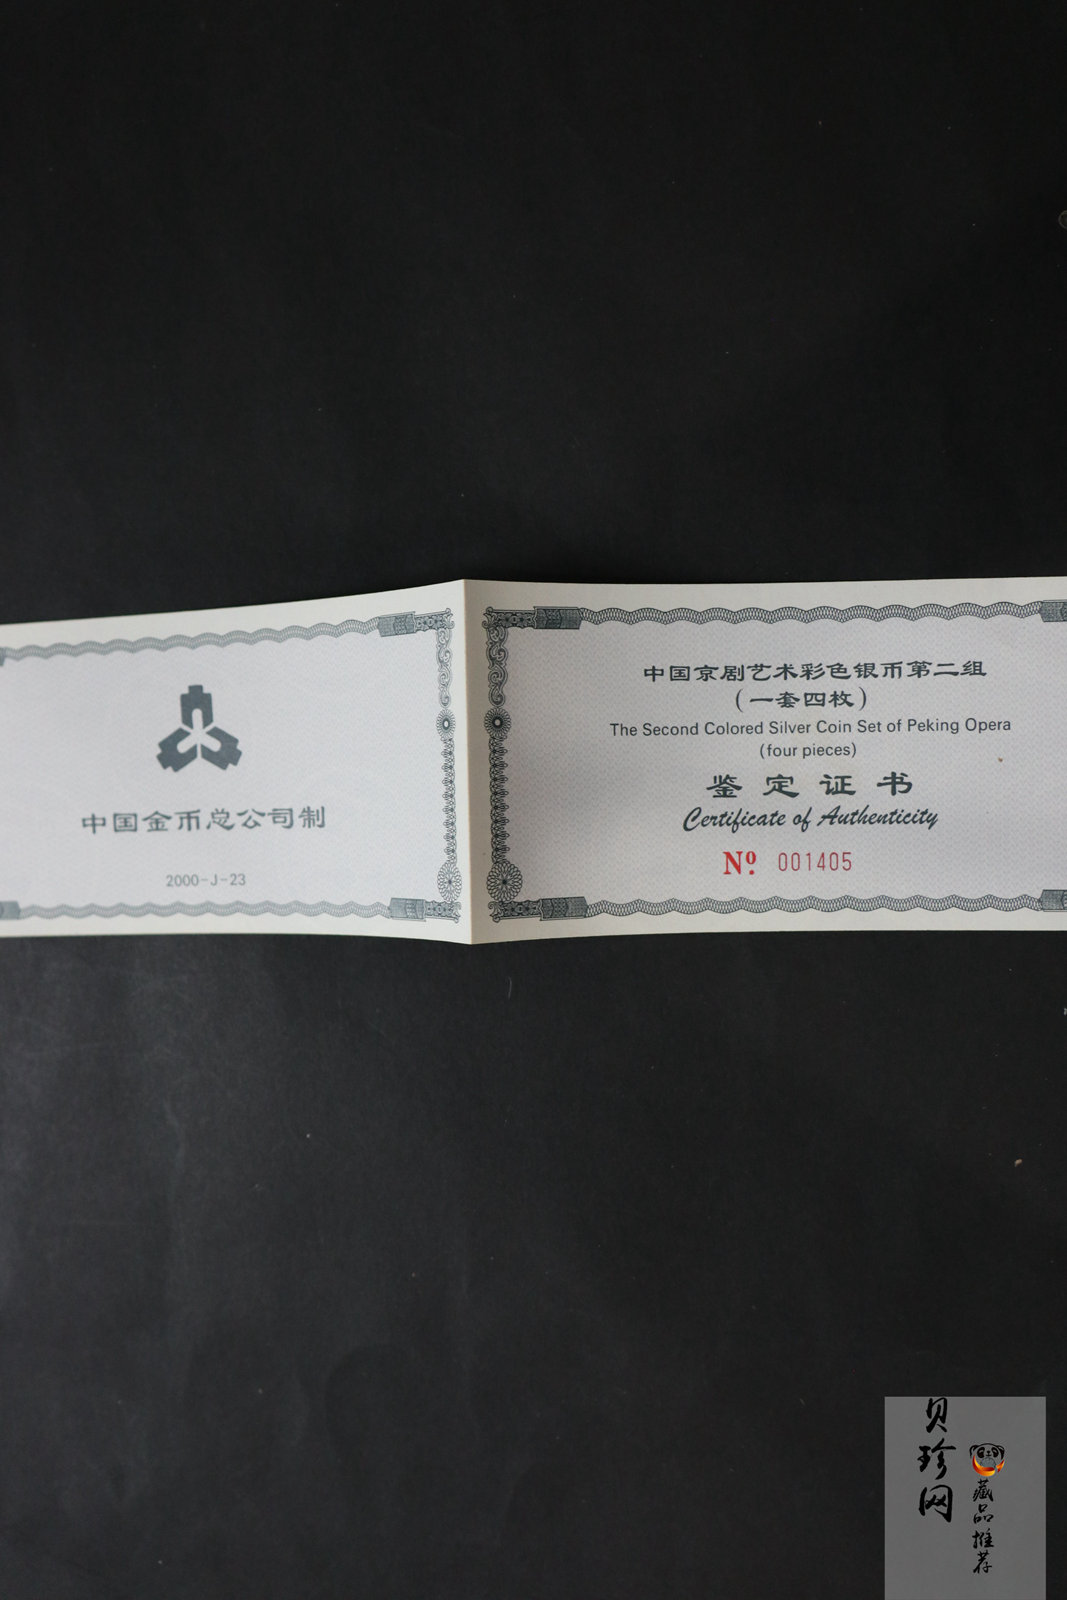 中国金币总公司制
2000-J-23
中国京剧艺术彩色银币第二组
(一套四枚)
The Second Colored Silver Coin Set of Peking Opera
(four pieces)
鉴定证书
Certificate of Authenticity
Nº. 001405
贝珍网
藏品推荐